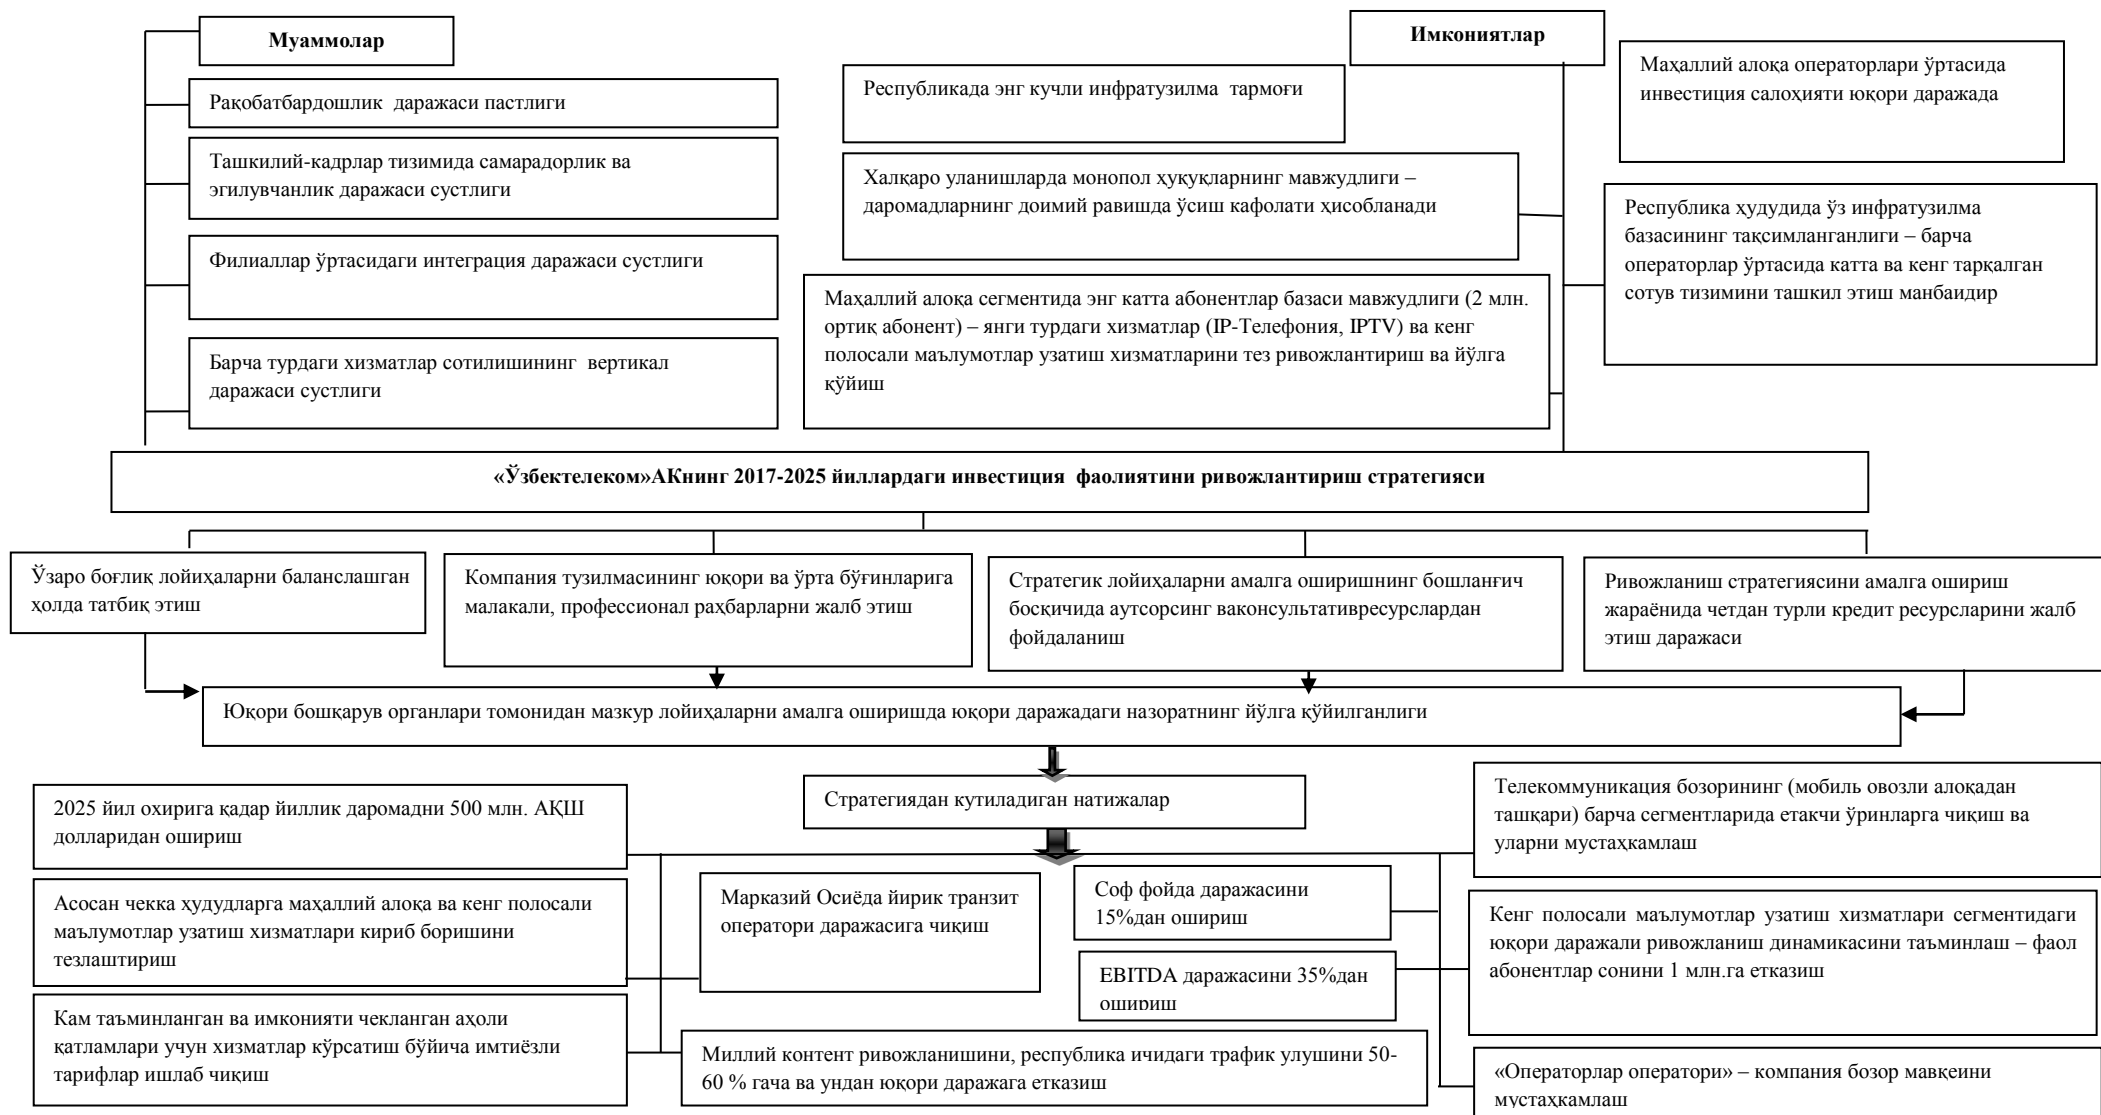 Муаммолар
Рақобатбардошлик даражаси пастлиги
Ташкилий-кадрлар тизимида самарадорлик ва
эгилувчанлик даражаси сустлиги
Филиаллар ўртасидаги интеграция даражаси сустлиги
Барча турдаги хизматлар сотилишининг вертикал
даражаси сустлиги
Имкониятлар
Республикада энг кучли инфратузилма тармоғи
Халқаро уланишларда монопол ҳуқуқларнинг мавжудлиги –
даромадларнинг доимий равишда ўсиш кафолати ҳисобланади
Маҳаллий алоқа сегментида энг катта абонентлар базаси мавжудлиги (2 млн.
ортиқ абонент) – янги турдаги хизматлар (IP-Телефония, IPTV) ва кенг
полосали маълумотлар узатиш хизматларини тез ривожлантириш ва йўлга
қўйиш
Маҳаллий алоқа операторлари ўртасида
инвестиция салоҳияти юқори даражада
Республика ҳудудида ўз инфратузилма
базасининг тақсимланганлиги – барча
операторлар ўртасида катта ва кенг тарқалган
сотув тизимини ташкил этиш манбаидир
«Ўзбектелеком»АКнинг 2017-2025 йиллардаги инвестиция фаолиятини ривожлантириш стратегияси
Ўзаро боғлиқ лойиҳаларни баланслашган
ҳолда татбиқ этиш
Компания тузилмасининг юқори ва ўрта бўғинларига
малакали, профессионал раҳбарларни жалб этиш
Стратегик лойиҳаларни амалга оширишнинг бошланғич
босқичида аутсорсинг ваконсультативресурслардан
фойдаланиш
Ривожланиш стратегиясини амалга ошириш
жараёнида четдан турли кредит ресурсларини жалб
этиш даражаси
Юқори бошқарув органлари томонидан мазкур лойиҳаларни амалга оширишда юқори даражадаги назоратнинг йўлга қўйилганлиги
Стратегиядан кутиладиган натижалар
2025 йил охирига қадар йиллик даромадни 500 млн. АҚШ
долларидан ошириш
Асосан чекка ҳудудларга маҳаллий алоқа ва кенг полосали
маълумотлар узатиш хизматлари кириб боришини
тезлаштириш
Кам таъминланган ва имконияти чекланган аҳоли
қатламлари учун хизматлар кўрсатиш бўйича имтиёзли
тарифлар ишлаб чиқиш
Марказий Осиёда йирик транзит
оператори даражасига чиқиш
Соф фойда даражасини
15%дан ошириш
EBITDA даражасини 35%дан
ошириш
Миллий контент ривожланишини, республика ичидаги трафик улушини 50-
60 % гача ва ундан юқори даражага етказиш
Телекоммуникация бозорининг (мобиль овозли алоқадан
ташқари) барча сегментларида етакчи ўринларга чиқиш ва
уларни мустаҳкамлаш
Кенг полосали маълумотлар узатиш хизматлари сегментидаги
юқори даражали ривожланиш динамикасини таъминлаш – фаол
абонентлар сонини 1 млн.га етказиш
«Операторлар оператори» – компания бозор мавқеини
мустаҳкамлаш